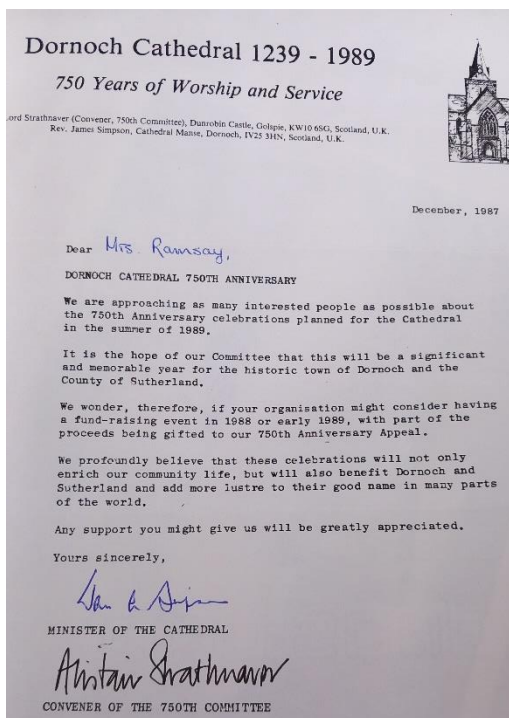 Dornoch Cathedral 1239 - 1989
750 Years of Worship and Service
ord Strathnaver (Convener, 750th Committee), Dunrobin Castle, Golspie, KW10 6SG, Scotland, U.K.
Rev. James Simpson, Cathedral Manse, Dornoch, IV25 3HN, Scotland, U.K.
December, 1987
Dear Mrs. Ramsay,
DORNOCH CATHEDRAL 750TH ANNIVERSARY
We are approaching as many interested people as possible about
the 750th Anniversary celebrations planned for the Cathedral
in the summer of 1989.
It is the hope of our Committee that this will be a significant
and memorable year for the historic town of Dornoch and the
County of Sutherland.
We wonder, therefore, if your organisation might consider having
a fund-raising event in 1988 or early 1989, with part of the
proceeds being gifted to our 750th Anniversary Appeal.
We profoundly believe that these celebrations will not only
enrich our community life, but will also benefit Dornoch and
Sutherland and add more lustre to their good name in many parts
of the world.
Any support you might give us will be greatly appreciated.
Yours sincerely,
MINISTER OF THE CATHEDRAL
Alistair Strathnaver
CONVENER OF THE 750TH COMMITTEE